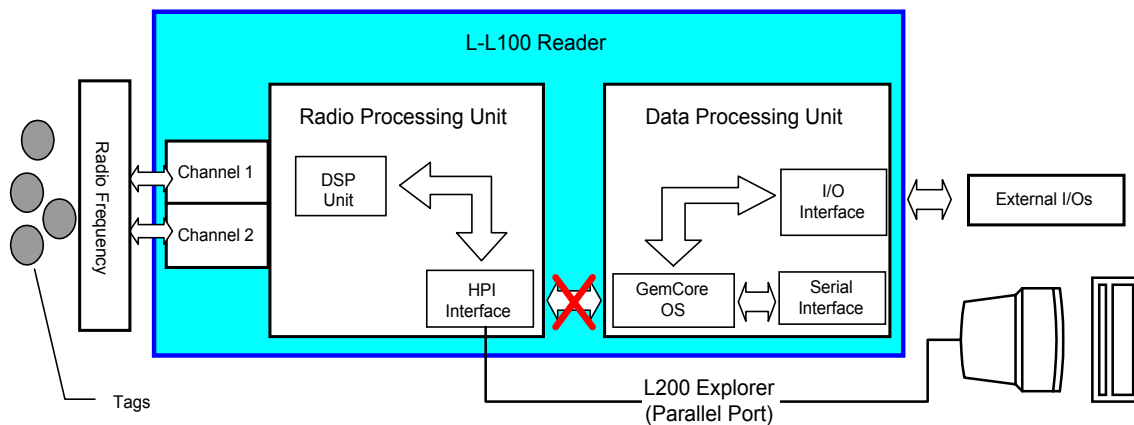 L-L100 Reader
Radio Frequency
Channel 1
Channel 2
Radio Processing Unit
DSP
Unit
HPI
Interface
Data Processing Unit
I/O
Interface
GemCore
OS
Serial
Interface
External I/Os
Tags
L200 Explorer
(Parallel Port)